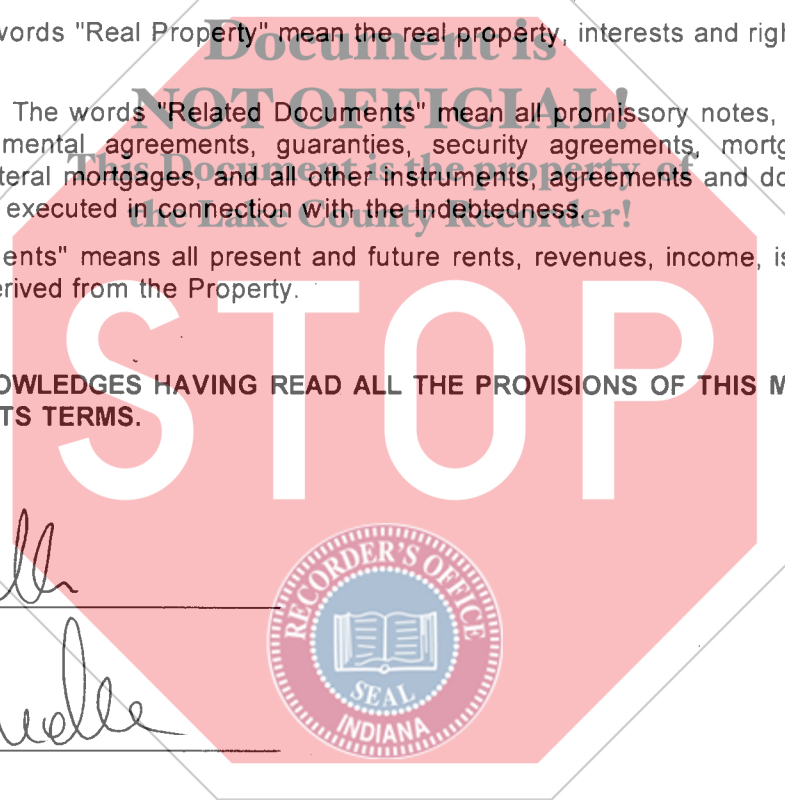 words "Real Property" mean the real property, interests and righ
Document is
The words "Related Documents" mean all promissory notes,
NOT OFFICIAL!
mental agreements, guaranties, security agreements, mortg
This Document is the property of
teral mortgages, and all other instruments, agreements and do
executed in connection with the Indebtedness.
the Lake County Recorder!
ents" means all present and future rents, revenues, income, is
erived from the Property.
STOP
OWLEDGES HAVING READ ALL THE PROVISIONS OF THIS M
TS TERMS.
RECORDER'S OFFICE
SEAL
INDIANA